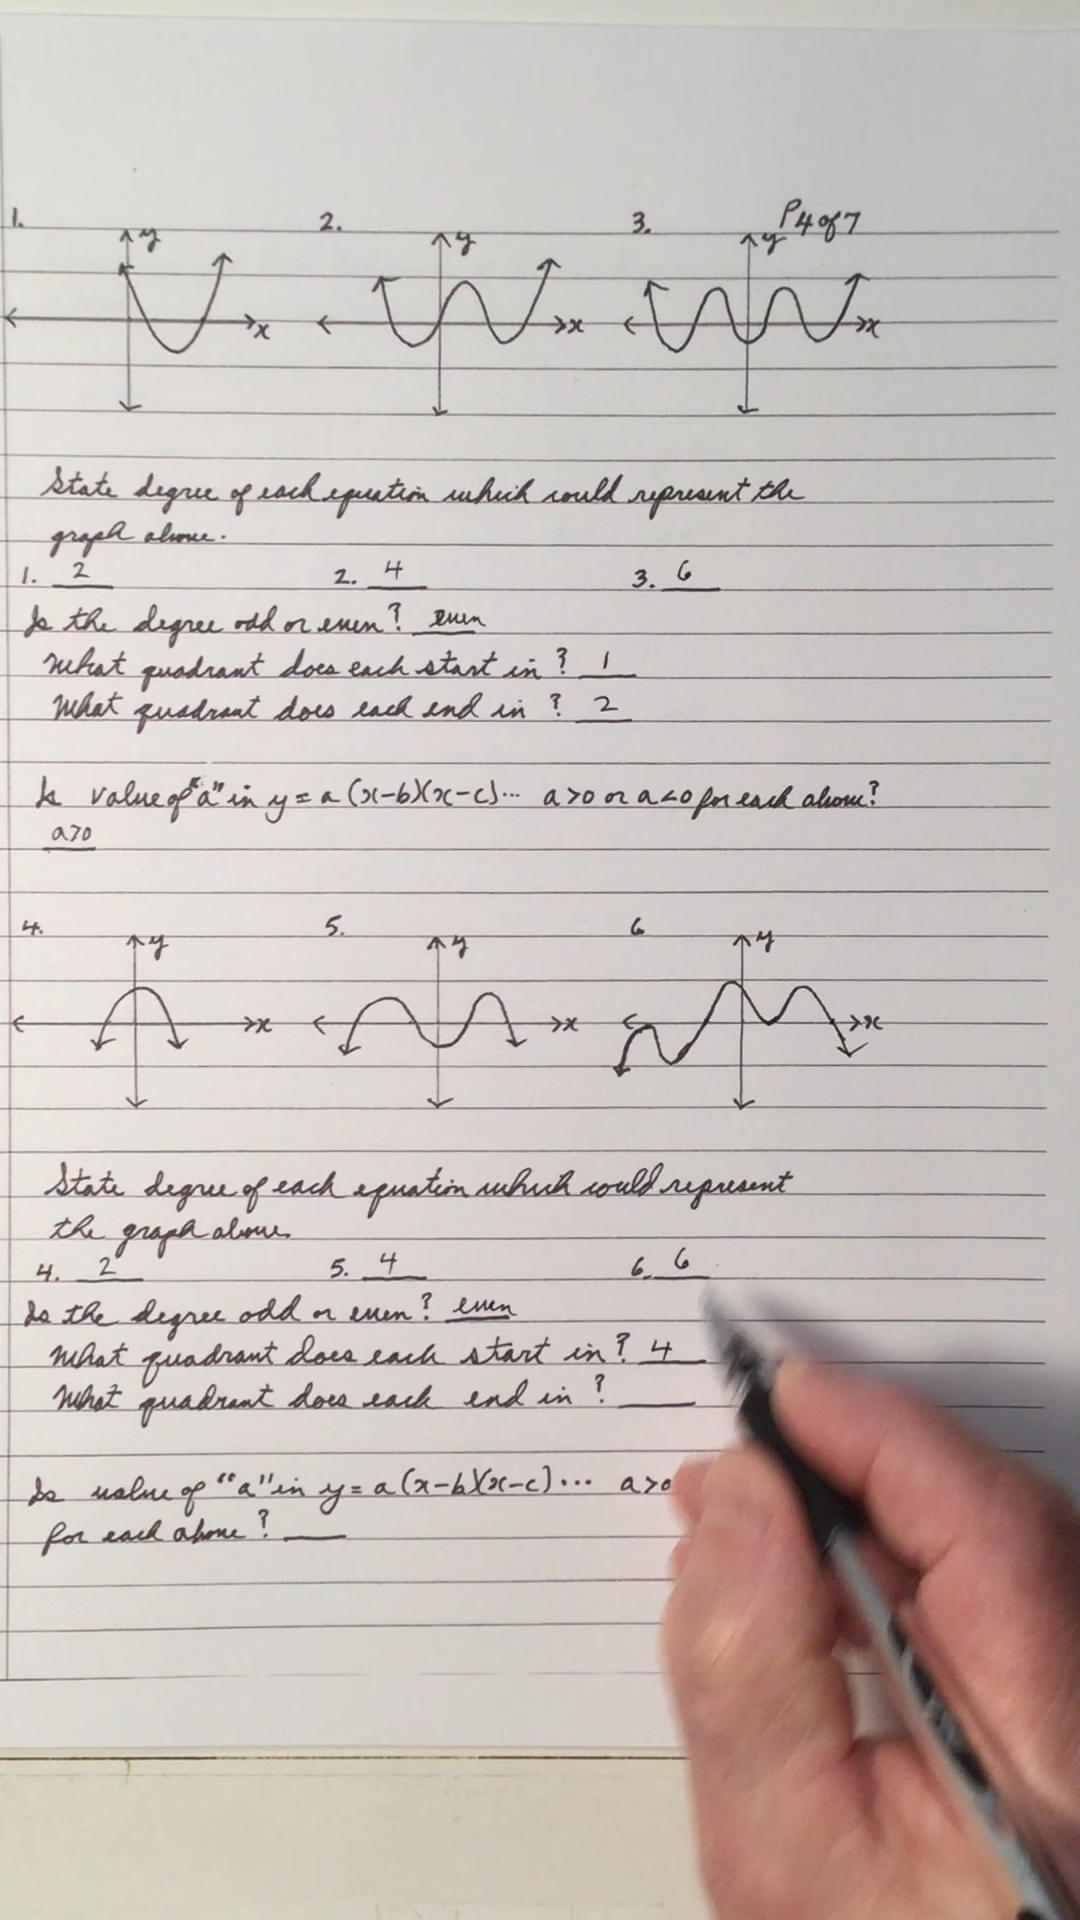 P 4 of 7
1. 2. 3.
y y y
x x x
State degree of each equation which could represent the
graph above.
1. 2 2. 4 3. 6
Is the degree odd or even? even
What quadrant does each start in? 1
What quadrant does each end in? 2
Is value of "a" in y = a (x-b)(x-c)... a>0 or a<0 for each above?
a>0
4. 5. 6
y y y
x x x
State degree of each equation which could represent
the graph above.
4. 2 5. 4 6. 6
Is the degree odd or even? even
What quadrant does each start in? 4
What quadrant does each end in?
Is value of "a" in y = a (x-b)(x-c)... a>0
for each above?